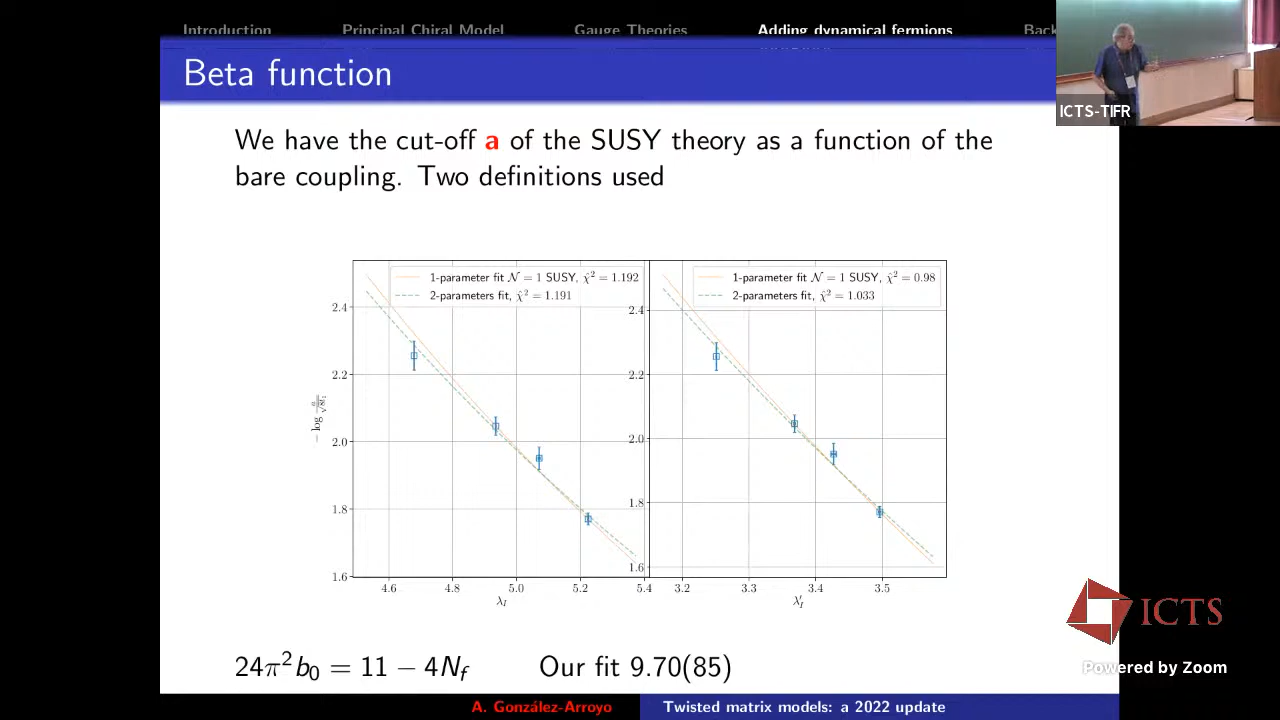 Introduction Principal Chiral Model Gauge Theories Adding dynamical fermions Back
Beta function
ICTS-TIFR
We have the cut-off a of the SUSY theory as a function of the
bare coupling. Two definitions used
1-parameter fit 𝒩 = 1 SUSY, χ̂² = 1.192
2-parameters fit, χ̂² = 1.191
1-parameter fit 𝒩 = 1 SUSY, χ̂² = 0.98
2-parameters fit, χ̂² = 1.033
2.4
2.2
2.0
1.8
1.6
2.4
2.2
2.0
1.8
1.6
4.6 4.8 5.0 5.2 5.4
3.2 3.3 3.4 3.5
λ_I
λ'_I
24π²b₀ = 11 − 4N_f Our fit 9.70(85)
ICTS
Powered by Zoom
A. González-Arroyo Twisted matrix models: a 2022 update